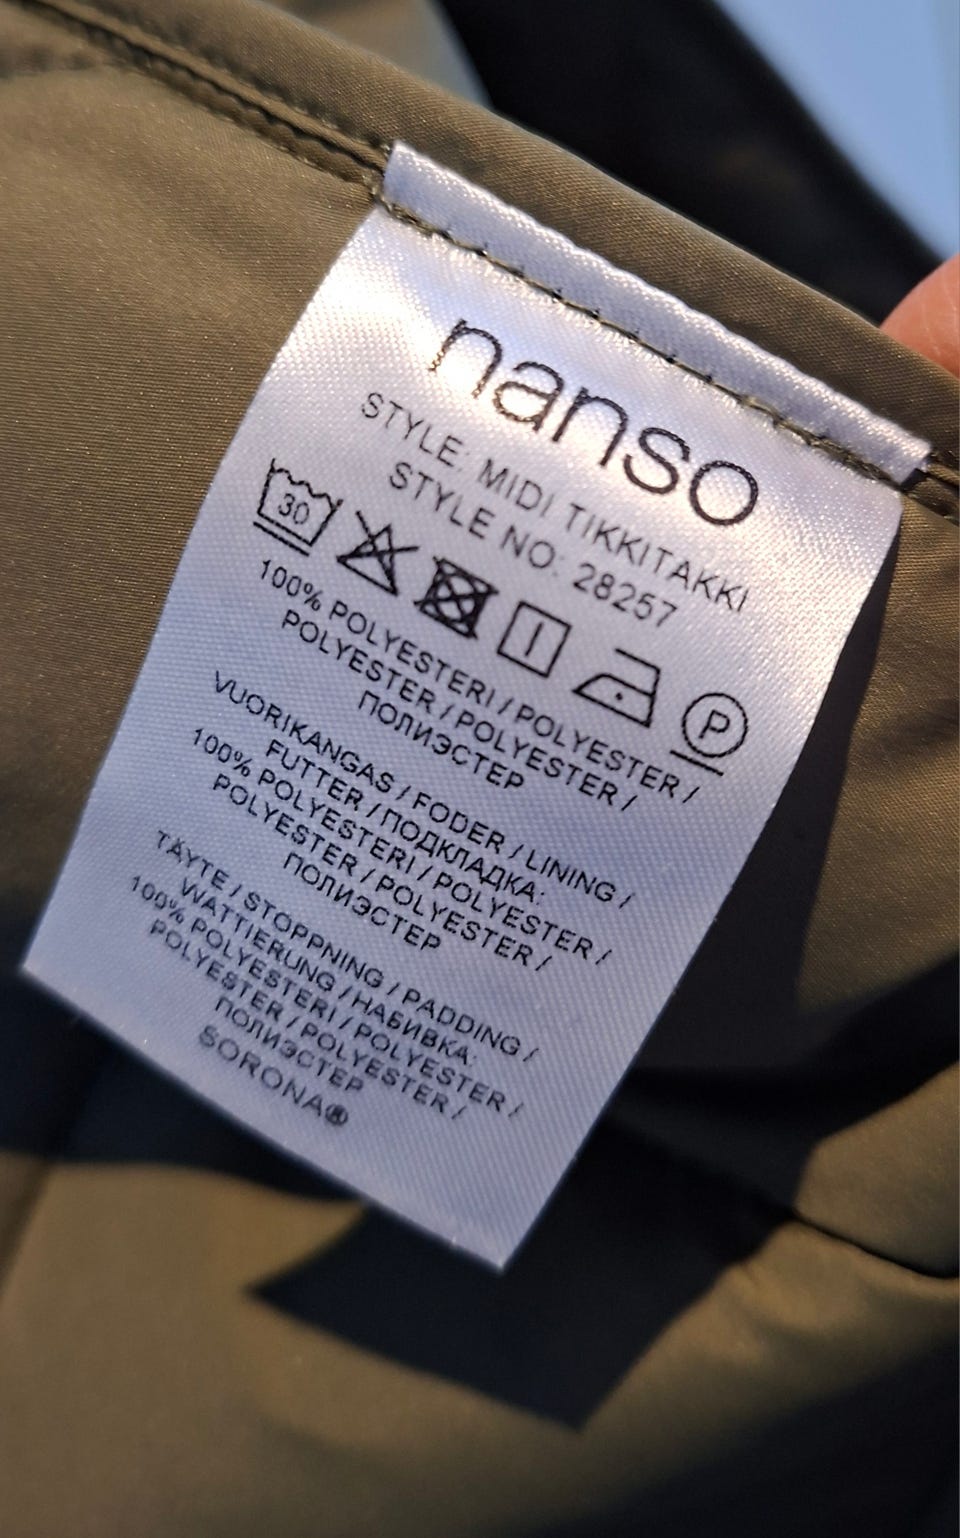 nanso
STYLE: MIDI TIKKITAKKI
STYLE NO: 28257
30 P
100% POLYESTERI / POLYESTER /
POLYESTER / POLYESTER /
ПОЛИЭСТЕР
VUORIKANGAS / FODER / LINING /
FUTTER / ПОДКЛАДКА:
100% POLYESTERI / POLYESTER /
POLYESTER / POLYESTER /
ПОЛИЭСТЕР
TÄYTE / STOPPNING / PADDING /
WATTIERUNG / НАБИВКА:
100% POLYESTERI / POLYESTER /
POLYESTER / POLYESTER /
ПОЛИЭСТЕР
SORONA®